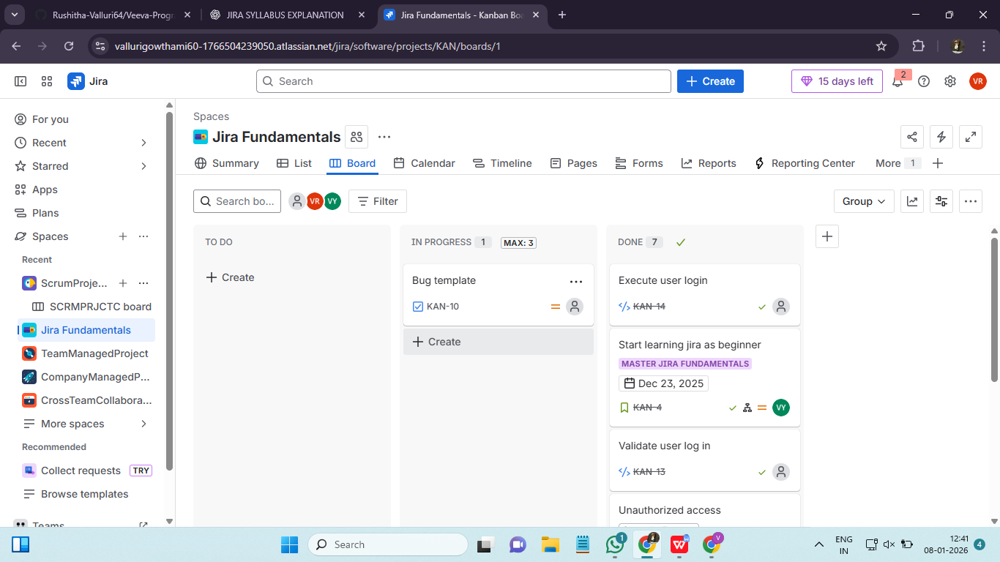 Rushitha-Valluri64/Veeva-Progr
JIRA SYLLABUS EXPLANATION
Jira Fundamentals - Kanban Boa
vallurigowthami60-1766504239050.atlassian.net/jira/software/projects/KAN/boards/1
Jira
Search
Create
15 days left
2
VR
For you
Recent
Starred
Apps
Plans
Spaces
Recent
ScrumProje...
SCRMPRJCTC board
Jira Fundamentals
TeamManagedProject
CompanyManagedP...
CrossTeamCollabora...
More spaces
Recommended
Collect requests TRY
Browse templates
Teams
Spaces
Jira Fundamentals
Summary List Board Calendar Timeline Pages Forms Reports Reporting Center More 1
Search bo... VR VY Filter Group
TO DO
Create
IN PROGRESS 1 MAX: 3
Bug template
KAN-10
Create
DONE 7
Execute user login
KAN-14
Start learning jira as beginner
MASTER JIRA FUNDAMENTALS
Dec 23, 2025
KAN-4 VY
Validate user log in
KAN-13
Unauthorized access
Search
1
V
ENG
IN
12:41
08-01-2026
4